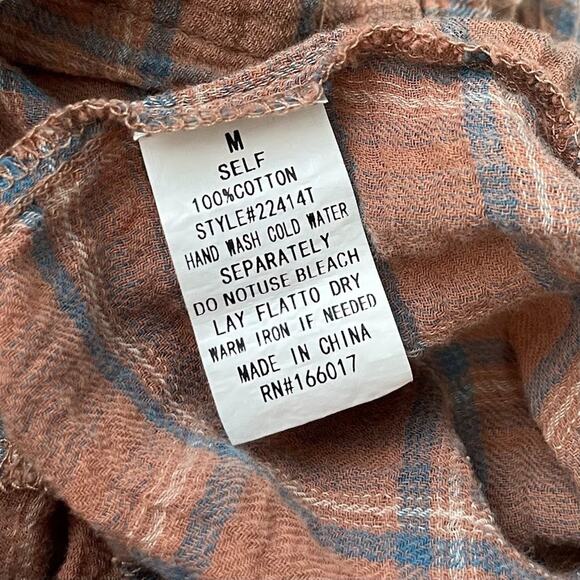 M
SELF
100%COTTON
STYLE#22414T
HAND WASH COLD WATER
SEPARATELY
DO NOTUSE BLEACH
LAY FLATTO DRY
WARM IRON IF NEEDED
MADE IN CHINA
RN#166017